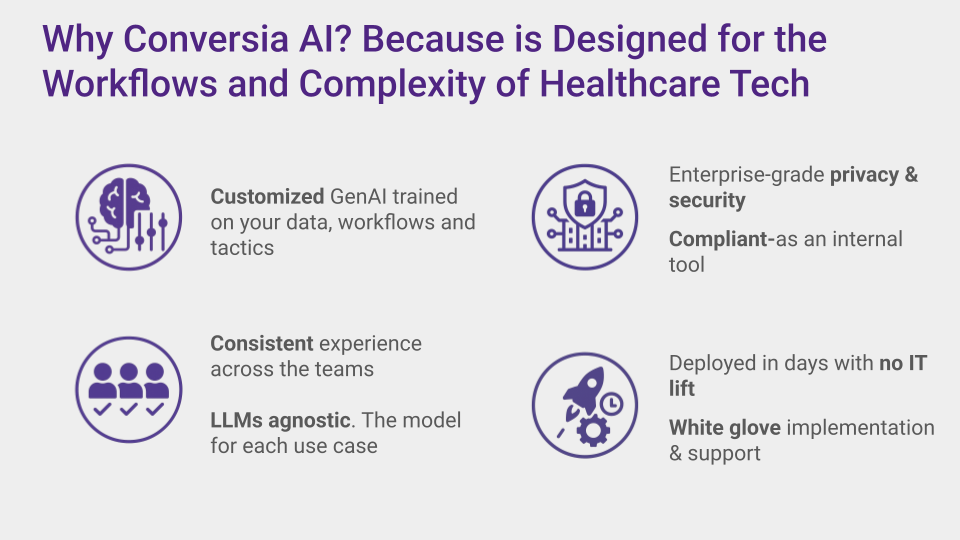 Why Conversia AI? Because is Designed for the
Workflows and Complexity of Healthcare Tech
Customized GenAI trained
on your data, workflows and
tactics
Enterprise-grade privacy &
security
Compliant-as an internal
tool
Consistent experience
across the teams
LLMs agnostic. The model
for each use case
Deployed in days with no IT
lift
White glove implementation
& support